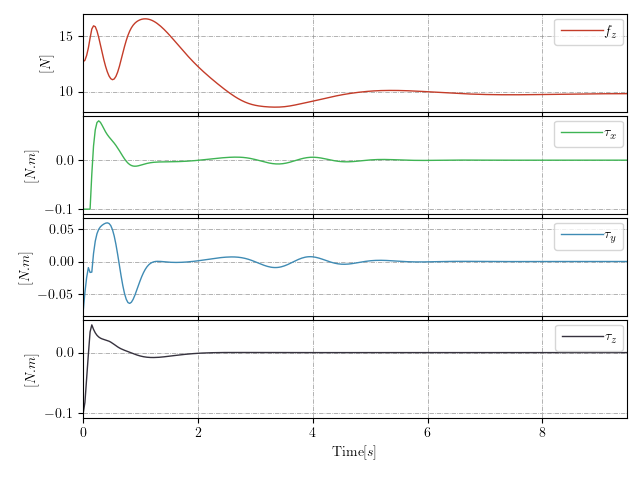 15
10
[N]
f_z
0.0
−0.1
[N.m]
τ_x
0.05
0.00
−0.05
[N.m]
τ_y
0.0
−0.1
[N.m]
τ_z
0 2 4 6 8
Time[s]